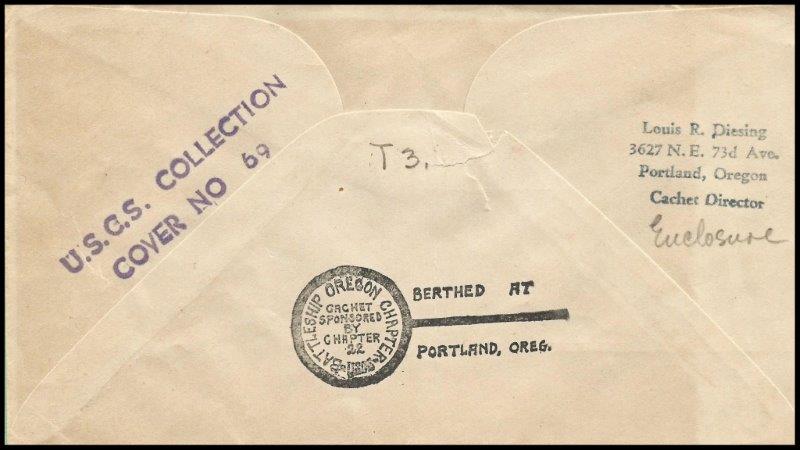 U.S.C.S. COLLECTION
COVER NO 69
T3.
Louis R. Diesing
3627 N.E. 73d Ave.
Portland, Oregon
Cachet Director
Enclosure
BATTLESHIP OREGON CHAPTER
CACHET
SPONSORED
BY
CHAPTER
22
USCS
BERTHED AT
PORTLAND, OREG.